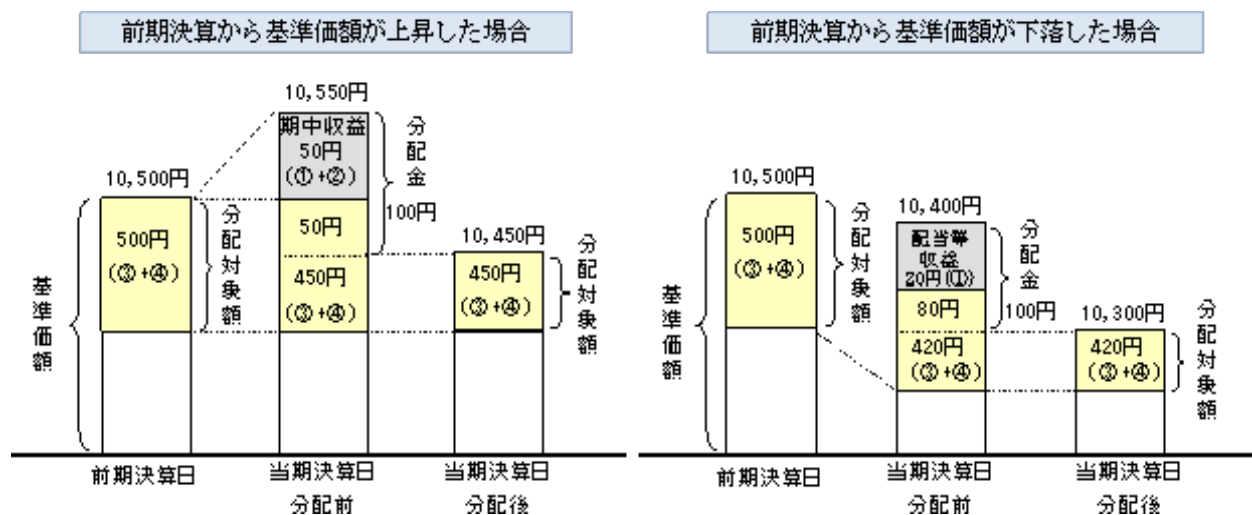 前期決算から基準価額が上昇した場合
10,550円
期中収益
50円
(①+②)
分配金
100円
10,500円
500円
(③+④)
分配対象額
基準価額
50円
450円
(③+④)
10,450円
450円
(③+④)
分配対象額
前期決算日
当期決算日
分配前
当期決算日
分配後
前期決算から基準価額が下落した場合
10,500円
500円
(③+④)
分配対象額
基準価額
10,400円
配当等
収益
20円(①)
分配金
100円
80円
420円
(③+④)
10,300円
420円
(③+④)
分配対象額
前期決算日
当期決算日
分配前
当期決算日
分配後